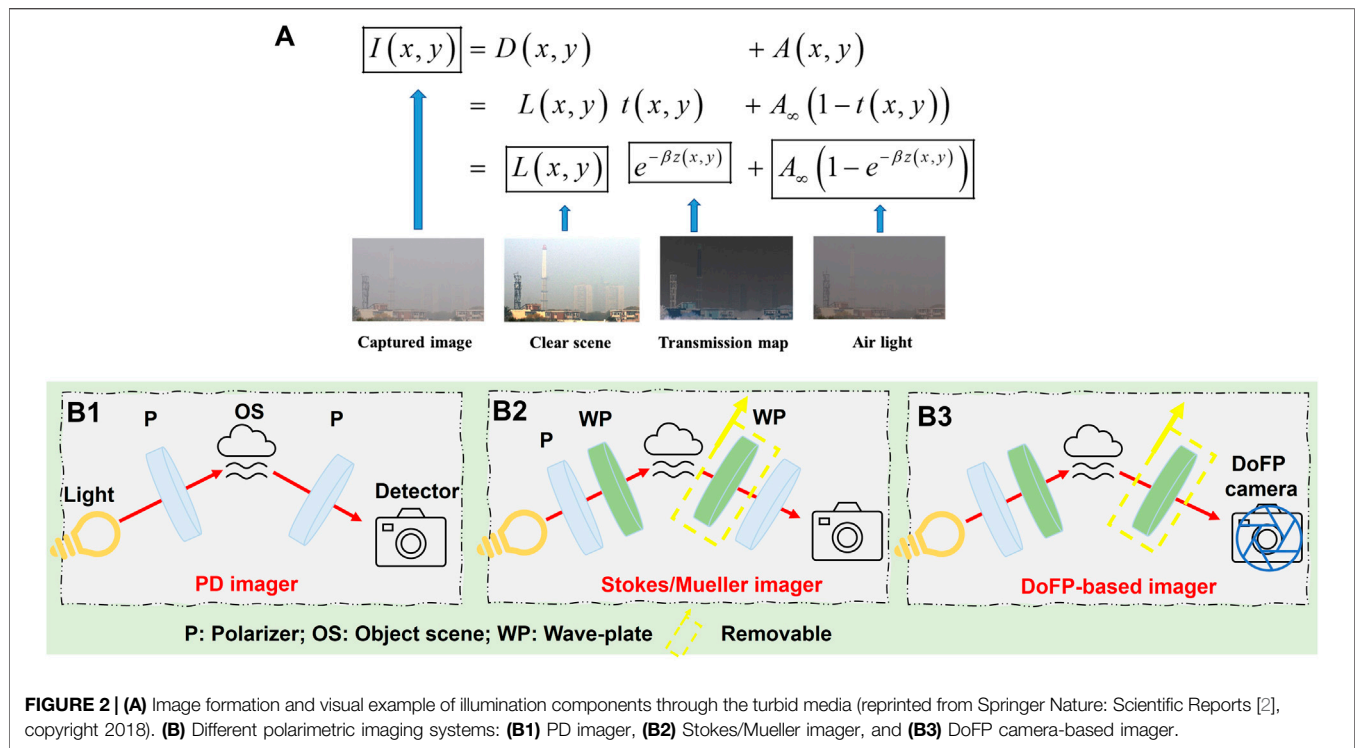 A
I(x, y) = D(x, y) + A(x, y)
= L(x, y) t(x, y) + A∞(1 − t(x, y))
= L(x, y) e^{−βz(x,y)} + A∞(1 − e^{−βz(x,y)})
Captured image Clear scene Transmission map Air light
B1
P OS P
Light
Detector
PD imager
B2
P WP WP
Stokes/Mueller imager
B3
DoFP
camera
DoFP-based imager
P: Polarizer; OS: Object scene; WP: Wave-plate Removable
FIGURE 2 | (A) Image formation and visual example of illumination components through the turbid media (reprinted from Springer Nature: Scientific Reports [2],
copyright 2018). (B) Different polarimetric imaging systems: (B1) PD imager, (B2) Stokes/Mueller imager, and (B3) DoFP camera-based imager.